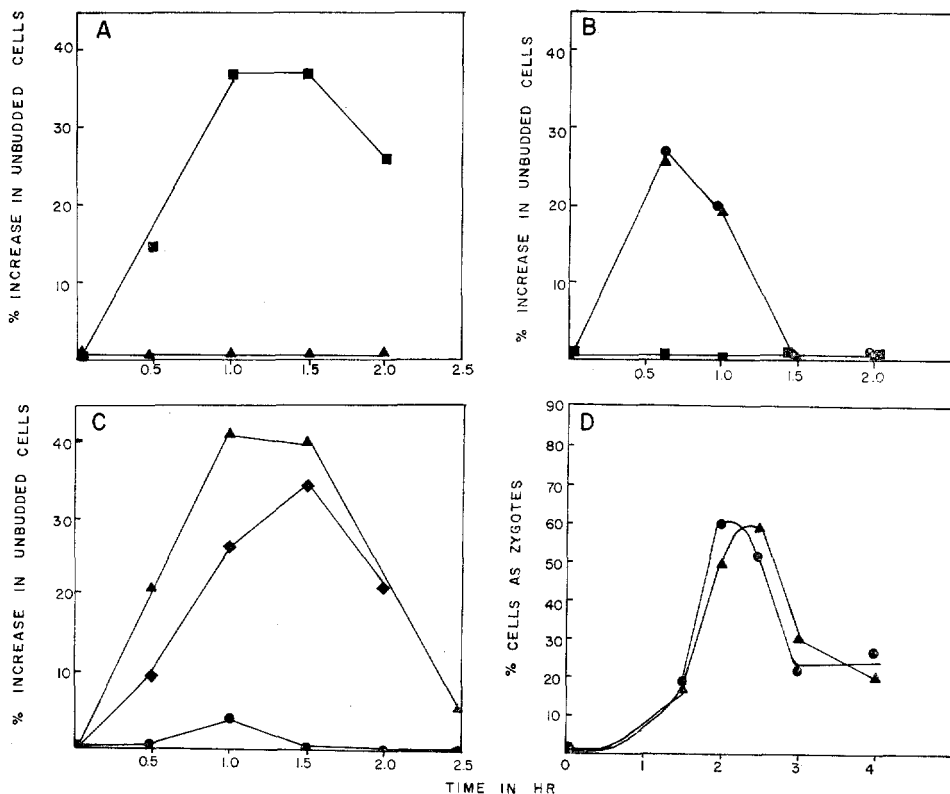 A
% INCREASE IN UNBUDDED CELLS
40
30
20
10
0.5 1.0 1.5 2.0 2.5
B
% INCREASE IN UNBUDDED CELLS
40
30
20
10
0.5 1.0 1.5 2.0
C
% INCREASE IN UNBUDDED CELLS
40
30
20
10
0.5 1.0 1.5 2.0 2.5
D
% CELLS AS ZYGOTES
90
80
70
60
50
40
30
20
10
0 1 2 3 4
TIME IN HR